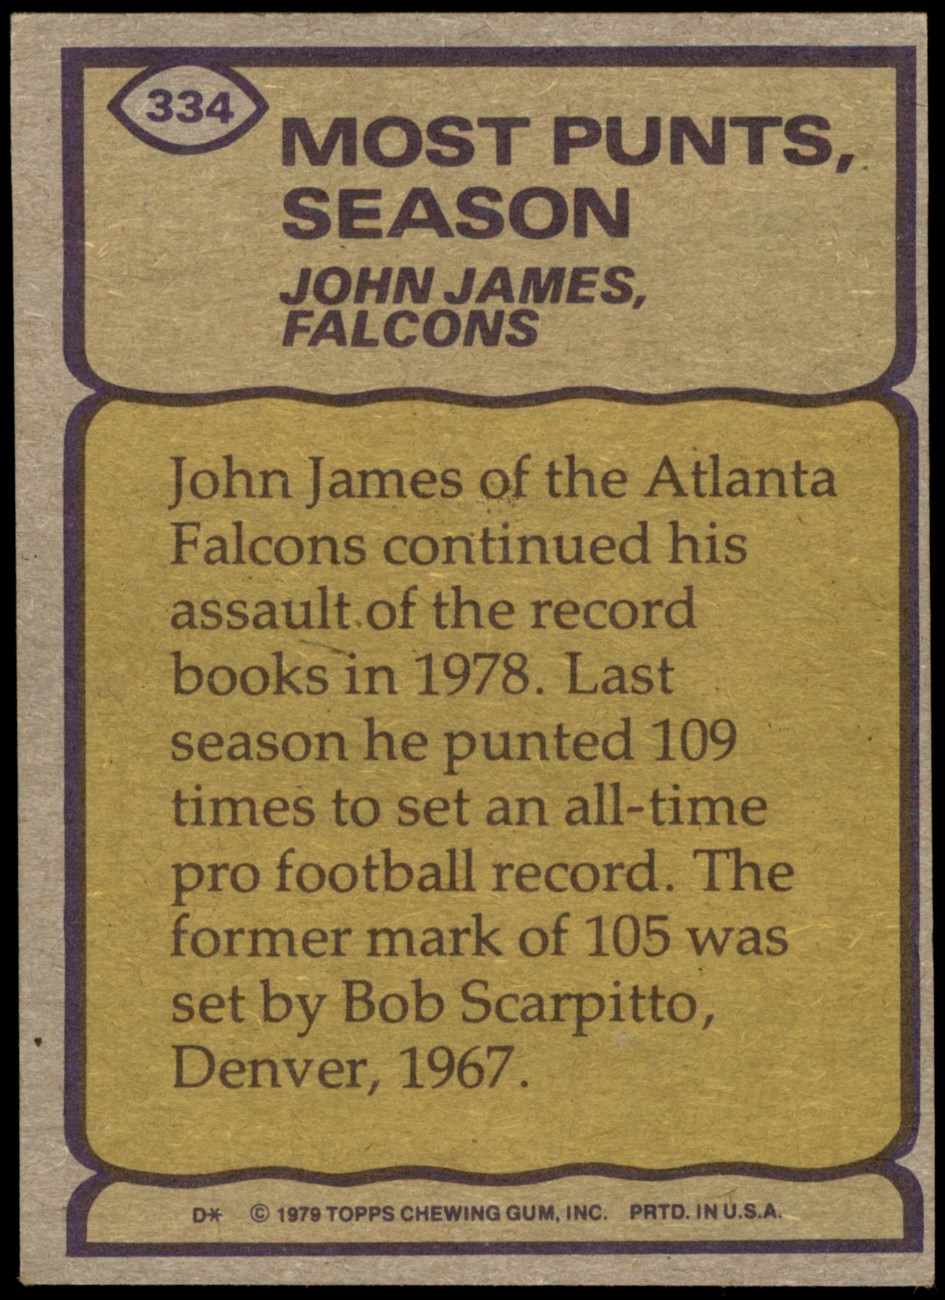 334
MOST PUNTS,
SEASON
JOHN JAMES,
FALCONS
John James of the Atlanta
Falcons continued his
assault of the record
books in 1978. Last
season he punted 109
times to set an all-time
pro football record. The
former mark of 105 was
set by Bob Scarpitto,
Denver, 1967.
D* © 1979 TOPPS CHEWING GUM, INC. PRTD. IN U.S.A.